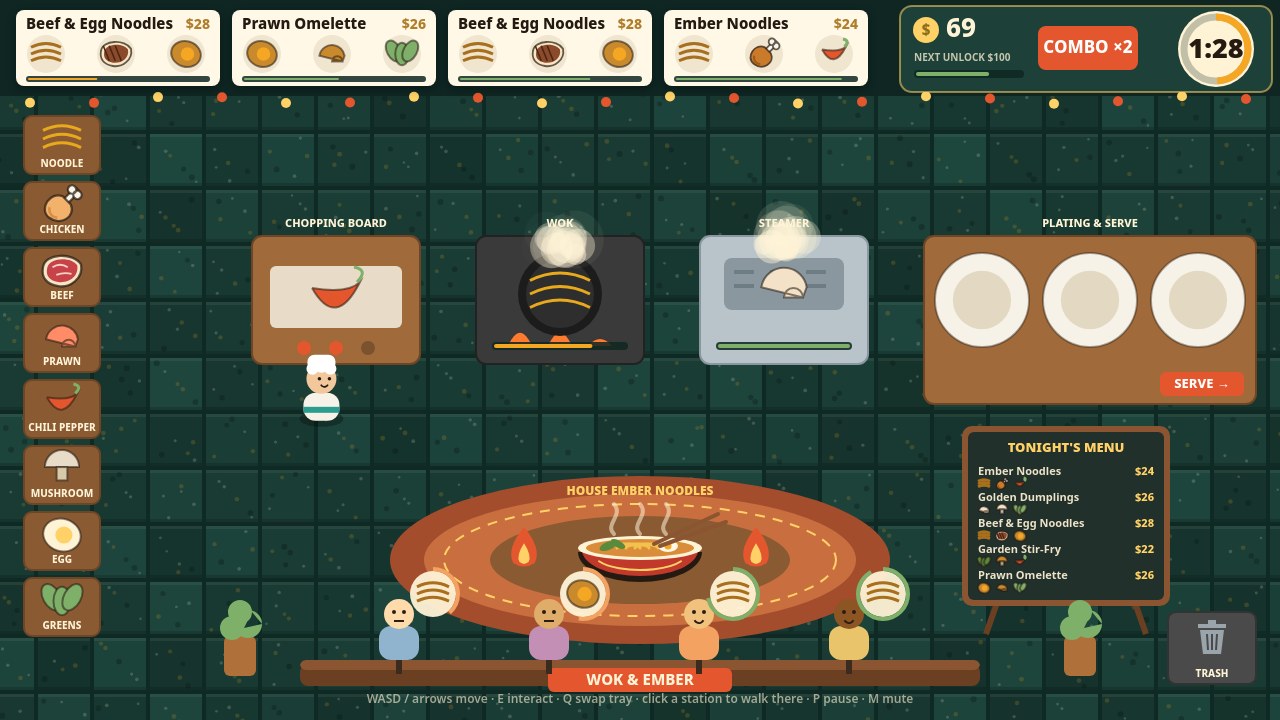 Beef & Egg Noodles $28
Prawn Omelette $26
Beef & Egg Noodles $28
Ember Noodles $24
$ 69
NEXT UNLOCK $100
COMBO ×2
1:28
NOODLE
CHICKEN
BEEF
PRAWN
CHILI PEPPER
MUSHROOM
EGG
GREENS
CHOPPING BOARD
WOK
STEAMER
PLATING & SERVE
SERVE →
TONIGHT'S MENU
Ember Noodles $24
Golden Dumplings $26
Beef & Egg Noodles $28
Garden Stir-Fry $22
Prawn Omelette $26
HOUSE EMBER NOODLES
TRASH
WOK & EMBER
WASD / arrows move · E interact · Q swap tray · click a station to walk there · P pause · M mute